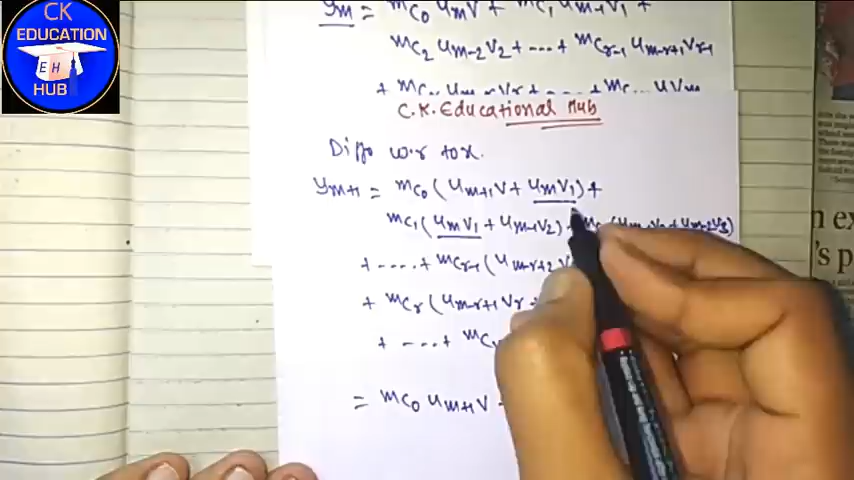 CK
EDUCATION
EH
HUB
ym = mC0 umV + mC1 um-1V1 +
mC2 um-2V2 + .... + mCr-1 um-r+1Vr-1
C.K. Educational Hub
Diff w.r to x.
ym+1 = mC0 (um+1V + umV1) +
mC1 (umV1 + um-1V2) +
+ ..... + mCr-1 (um-r+2
+ mCr (um-r+1Vr +
+ .... + mC
= mC0 um+1V